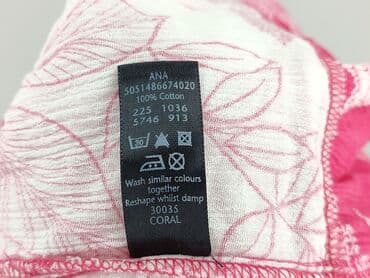 ANA
5051486674020
100% Cotton
225 1036
5746 913
30
Wash similar colours
together
Reshape whilst damp
30035
CORAL